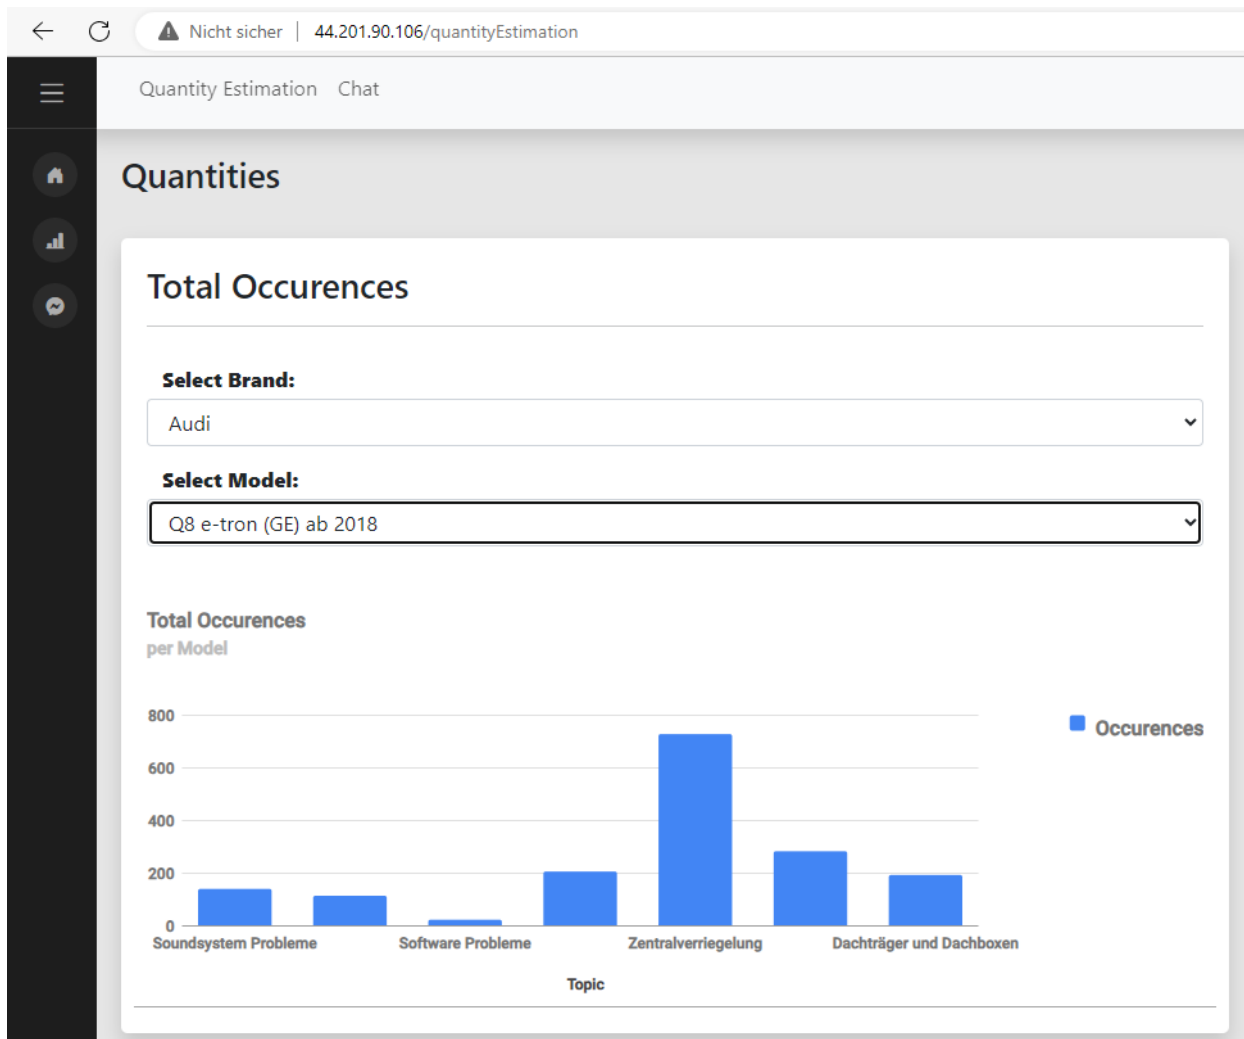 Nicht sicher | 44.201.90.106/quantityEstimation
Quantity Estimation Chat
Quantities
Total Occurences
Select Brand:
Audi
Select Model:
Q8 e-tron (GE) ab 2018
Total Occurences
per Model
800
Occurences
600
400
200
0
Soundsystem Probleme Software Probleme Zentralverriegelung Dachträger und Dachboxen
Topic